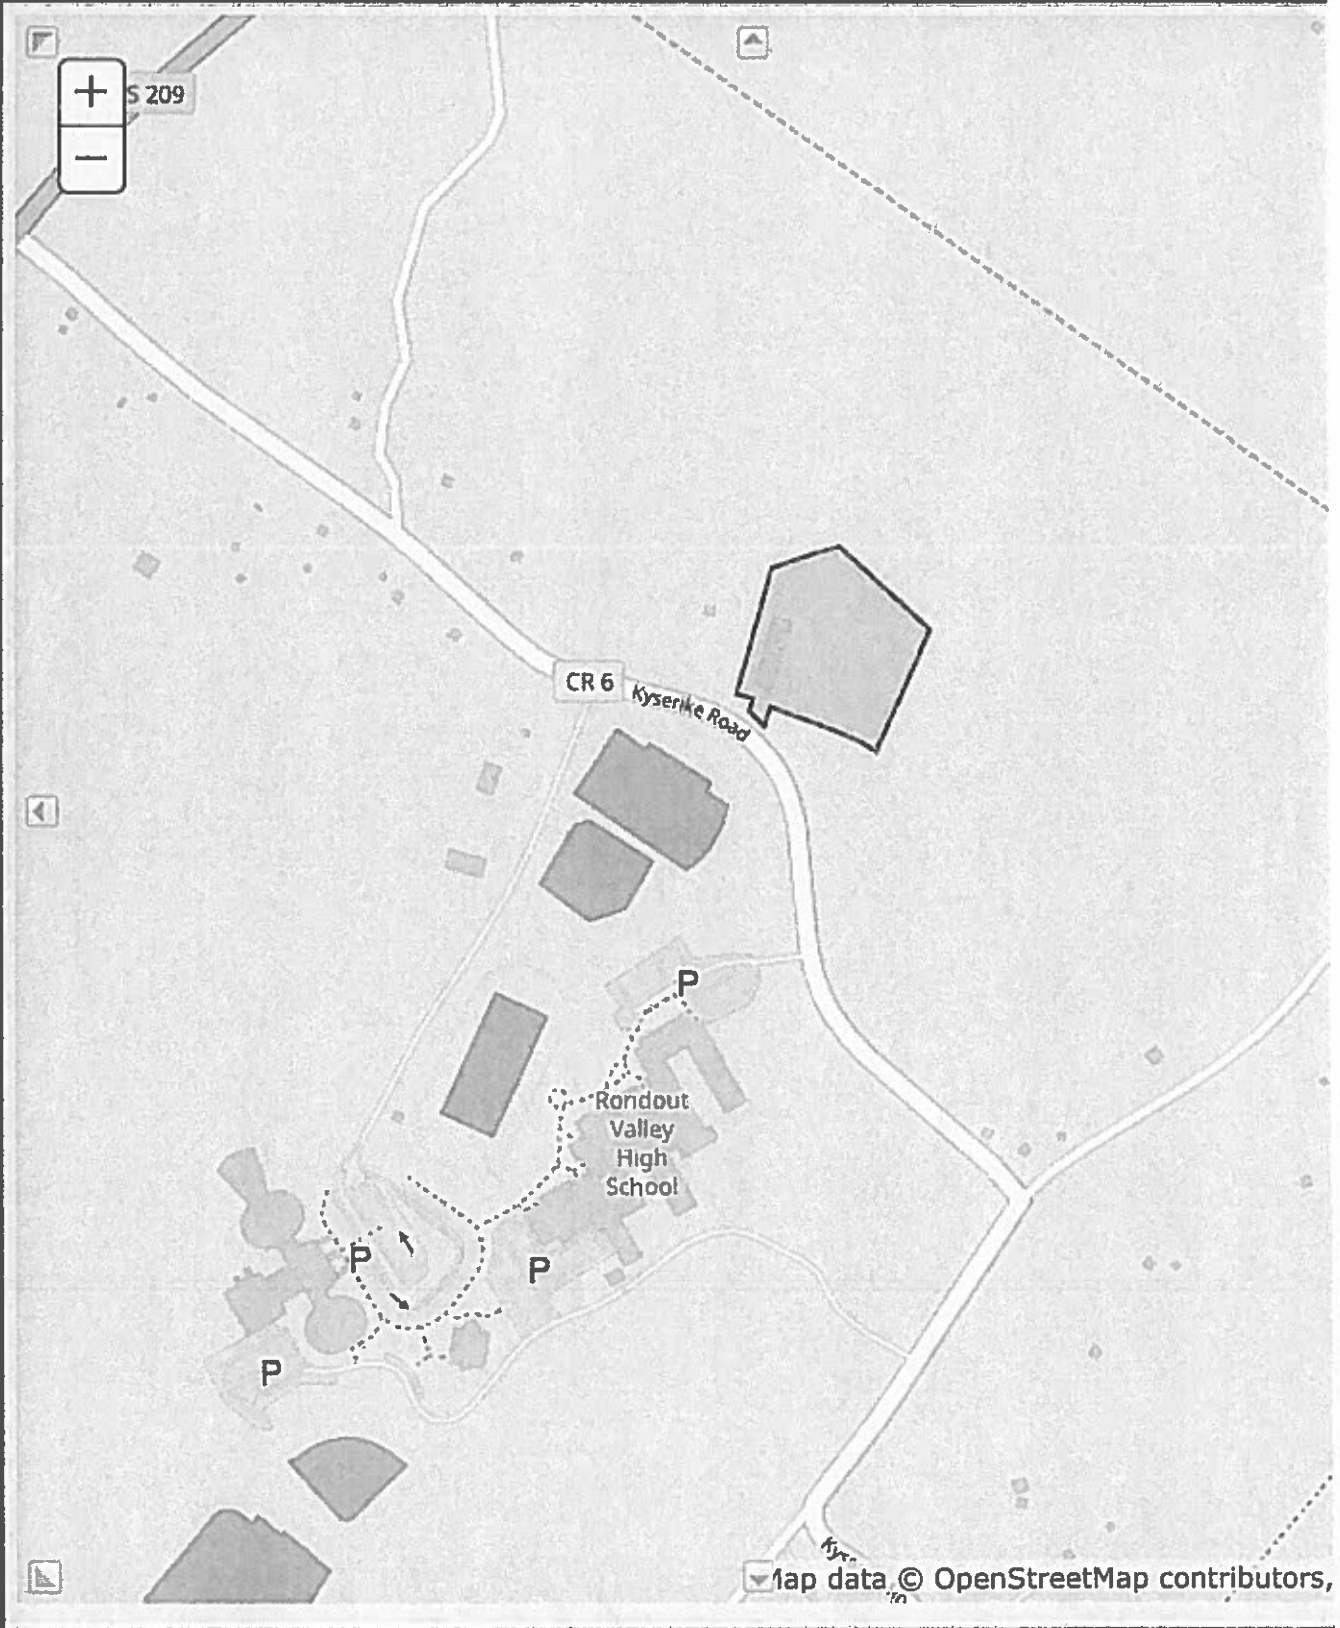 +
S 209
−
CR 6
Kyserike Road
P
Rondout
Valley
High
School
P
P
P
Map data © OpenStreetMap contributors,